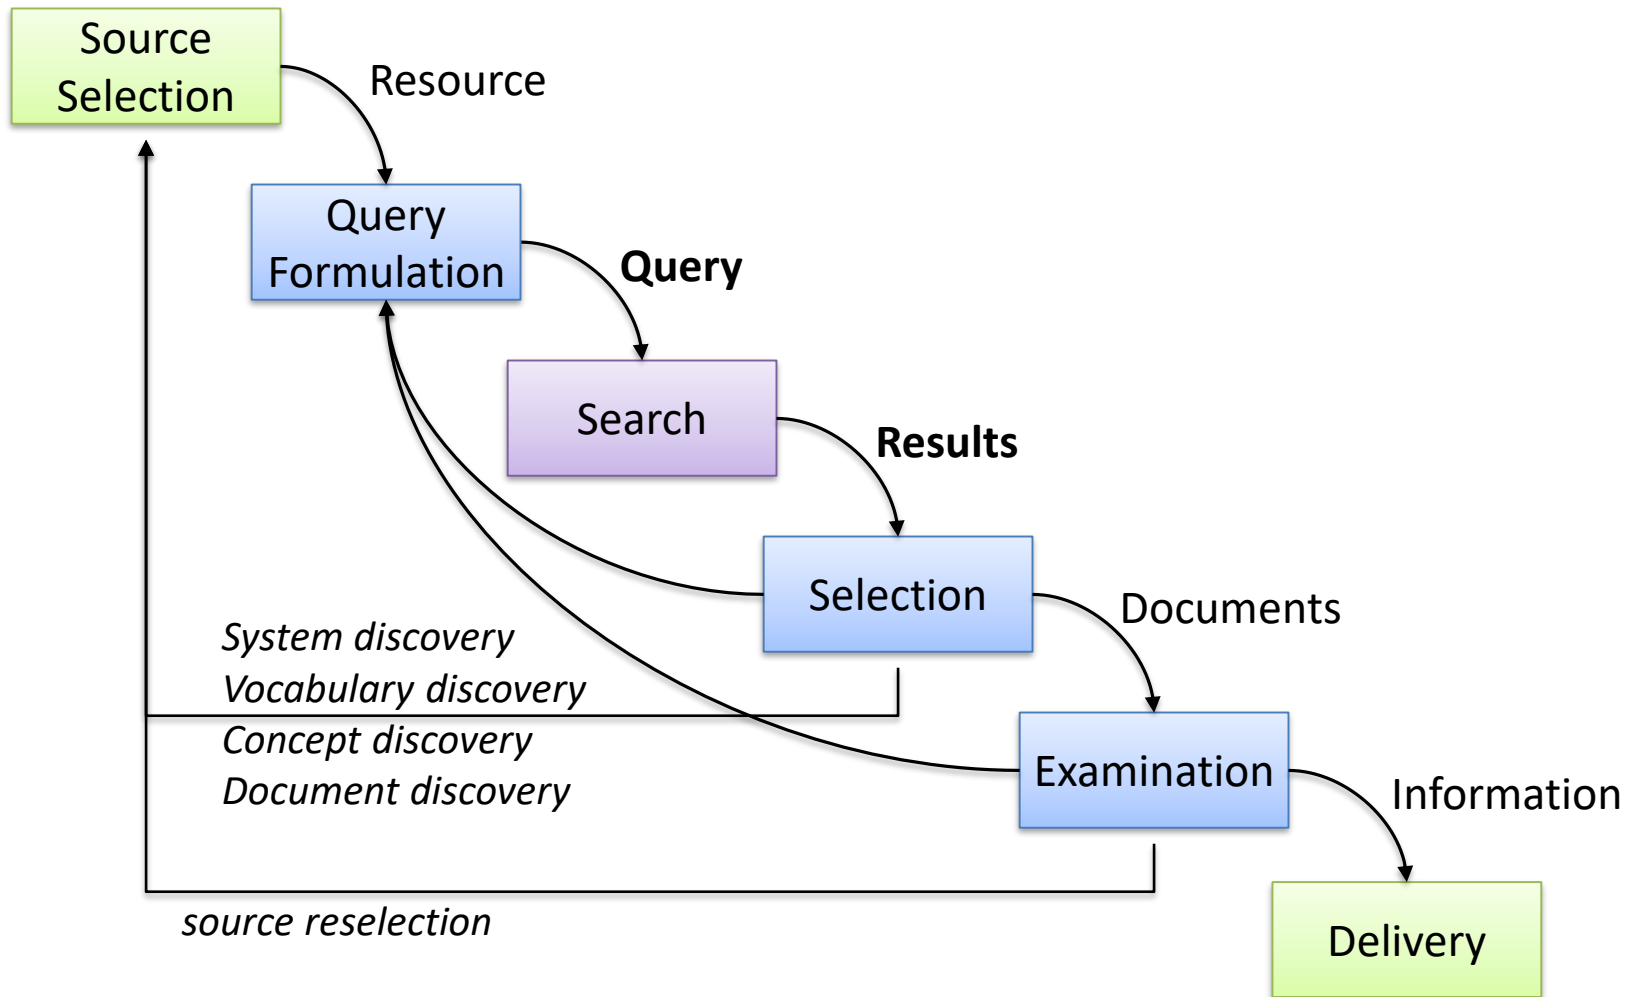 Source
Selection
Resource
Query
Formulation
Query
Search
Results
Selection
Documents
System discovery
Vocabulary discovery
Concept discovery
Document discovery
Examination
Information
source reselection
Delivery